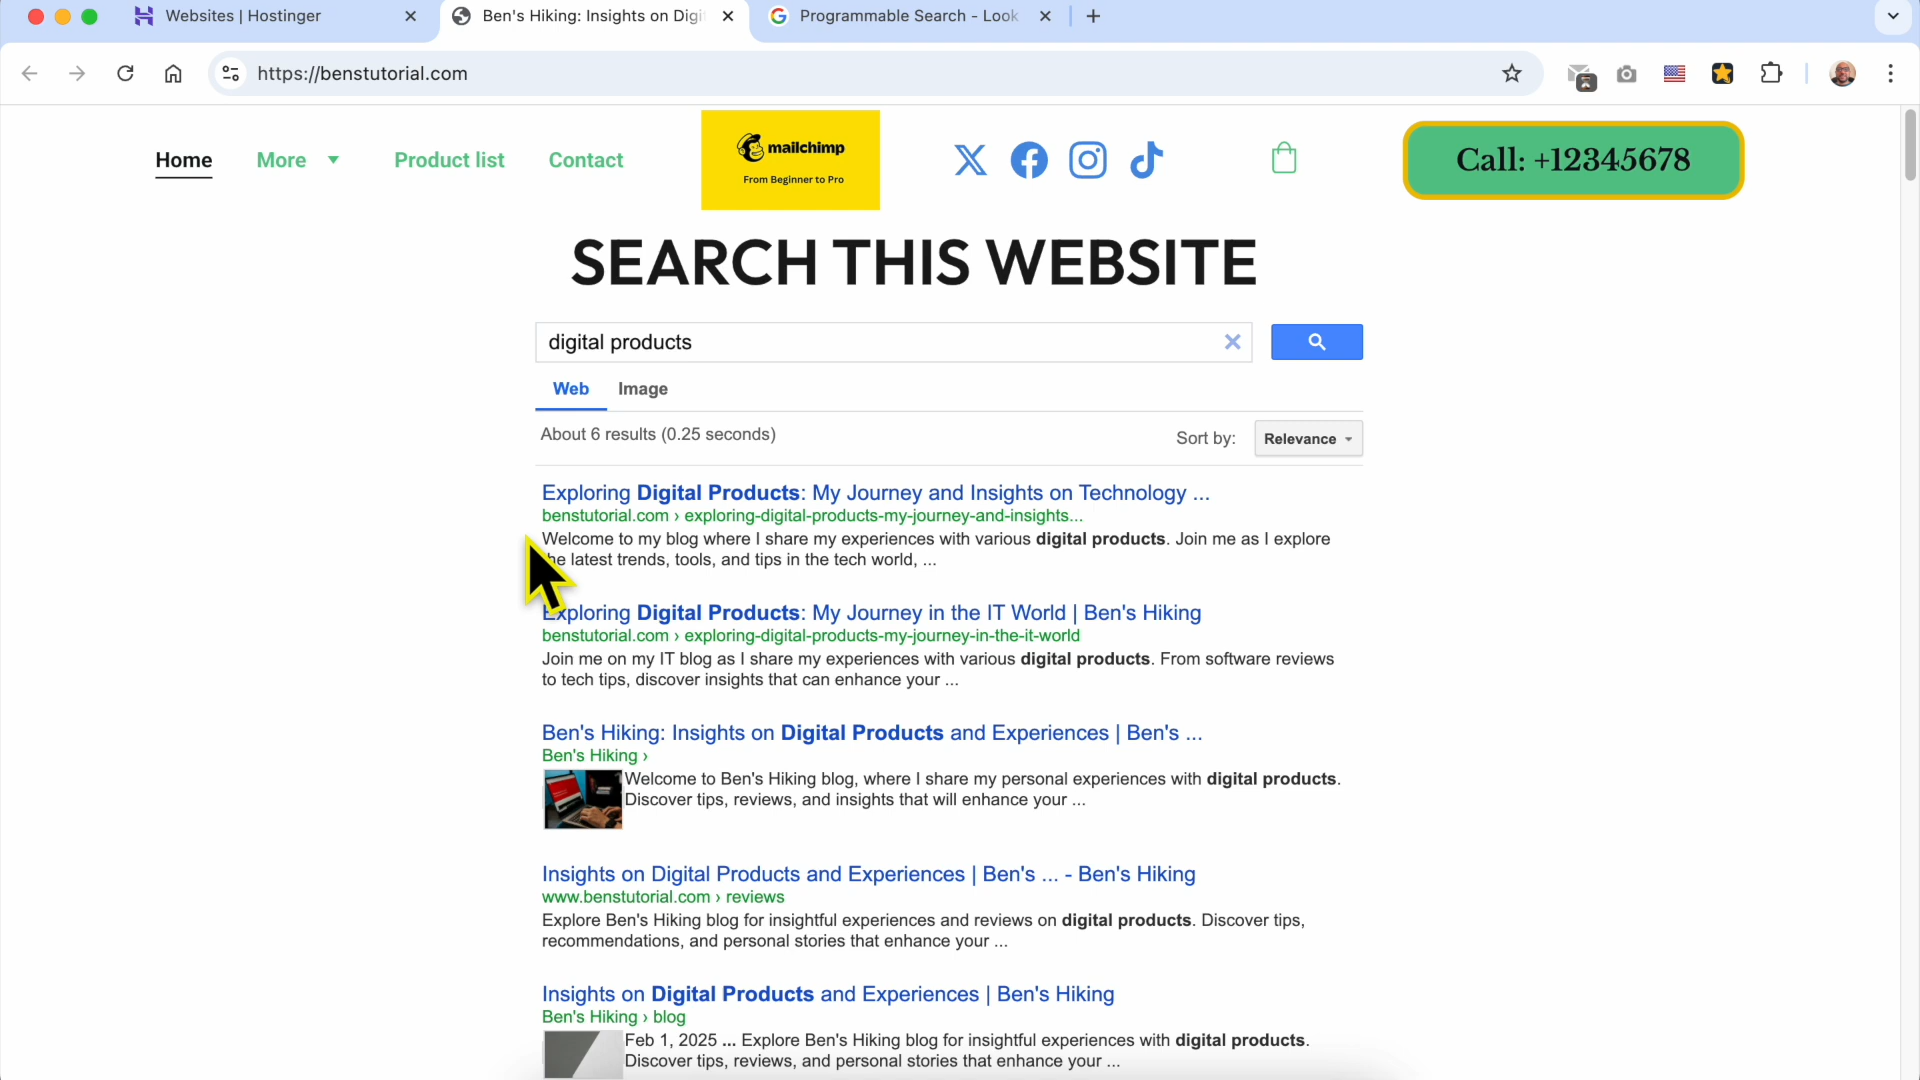 Websites | Hostinger
Ben's Hiking: Insights on Digi
Programmable Search - Look
https://benstutorial.com
Home
More
Product list
Contact
mailchimp
From Beginner to Pro
Call: +12345678
SEARCH THIS WEBSITE
digital products
Web
Image
About 6 results (0.25 seconds)
Sort by:
Relevance
Exploring Digital Products: My Journey and Insights on Technology ...
benstutorial.com › exploring-digital-products-my-journey-and-insights...
Welcome to my blog where I share my experiences with various digital products. Join me as I explore
he latest trends, tools, and tips in the tech world, ...
Exploring Digital Products: My Journey in the IT World | Ben's Hiking
benstutorial.com › exploring-digital-products-my-journey-in-the-it-world
Join me on my IT blog as I share my experiences with various digital products. From software reviews
to tech tips, discover insights that can enhance your ...
Ben's Hiking: Insights on Digital Products and Experiences | Ben's ...
Ben's Hiking ›
Welcome to Ben's Hiking blog, where I share my personal experiences with digital products.
Discover tips, reviews, and insights that will enhance your ...
Insights on Digital Products and Experiences | Ben's ... - Ben's Hiking
www.benstutorial.com › reviews
Explore Ben's Hiking blog for insightful experiences and reviews on digital products. Discover tips,
recommendations, and personal stories that enhance your ...
Insights on Digital Products and Experiences | Ben's Hiking
Ben's Hiking › blog
Feb 1, 2025 ... Explore Ben's Hiking blog for insightful experiences with digital products.
Discover tips, reviews, and personal stories that enhance your ...